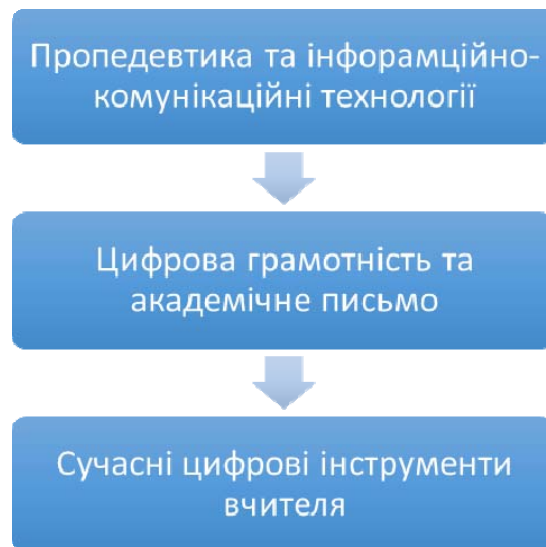 Пропедевтика та інфорамційно-
комунікаційні технології
Цифрова грамотність та
академічне письмо
Сучасні цифрові інструменти
вчителя